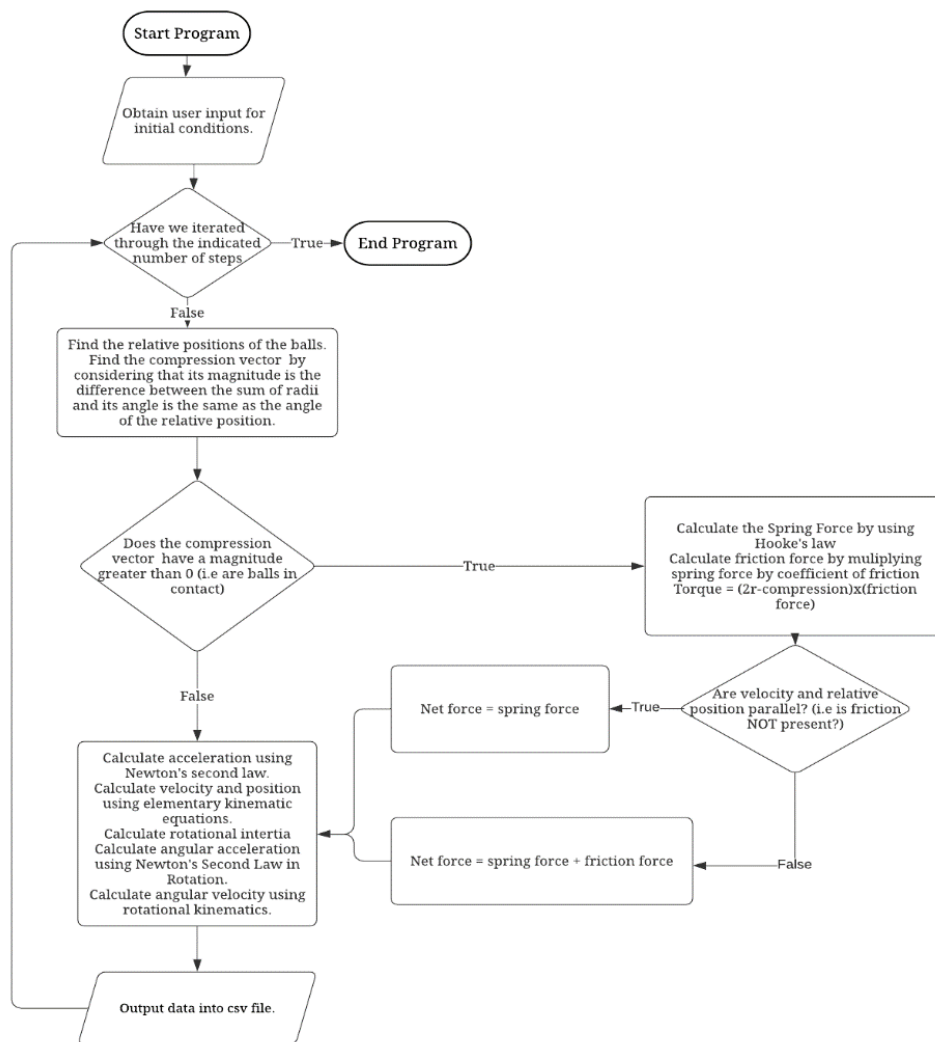 Start Program
Obtain user input for
initial conditions.
Have we iterated
through the indicated
number of steps
True
End Program
False
Find the relative positions of the balls.
Find the compression vector by
considering that its magnitude is the
difference between the sum of radii
and its angle is the same as the angle
of the relative position.
Does the compression
vector have a magnitude
greater than 0 (i.e are balls in
contact)
True
Calculate the Spring Force by using
Hooke's law
Calculate friction force by muliplying
spring force by coefficient of friction
Torque = (2r-compression)x(friction
force)
Are velocity and relative
position parallel? (i.e is friction
NOT present?)
True
Net force = spring force
False
Net force = spring force + friction force
False
Calculate acceleration using
Newton's second law.
Calculate velocity and position
using elementary kinematic
equations.
Calculate rotational intertia
Calculate angular acceleration
using Newton's Second Law in
Rotation.
Calculate angular velocity using
rotational kinematics.
Output data into csv file.